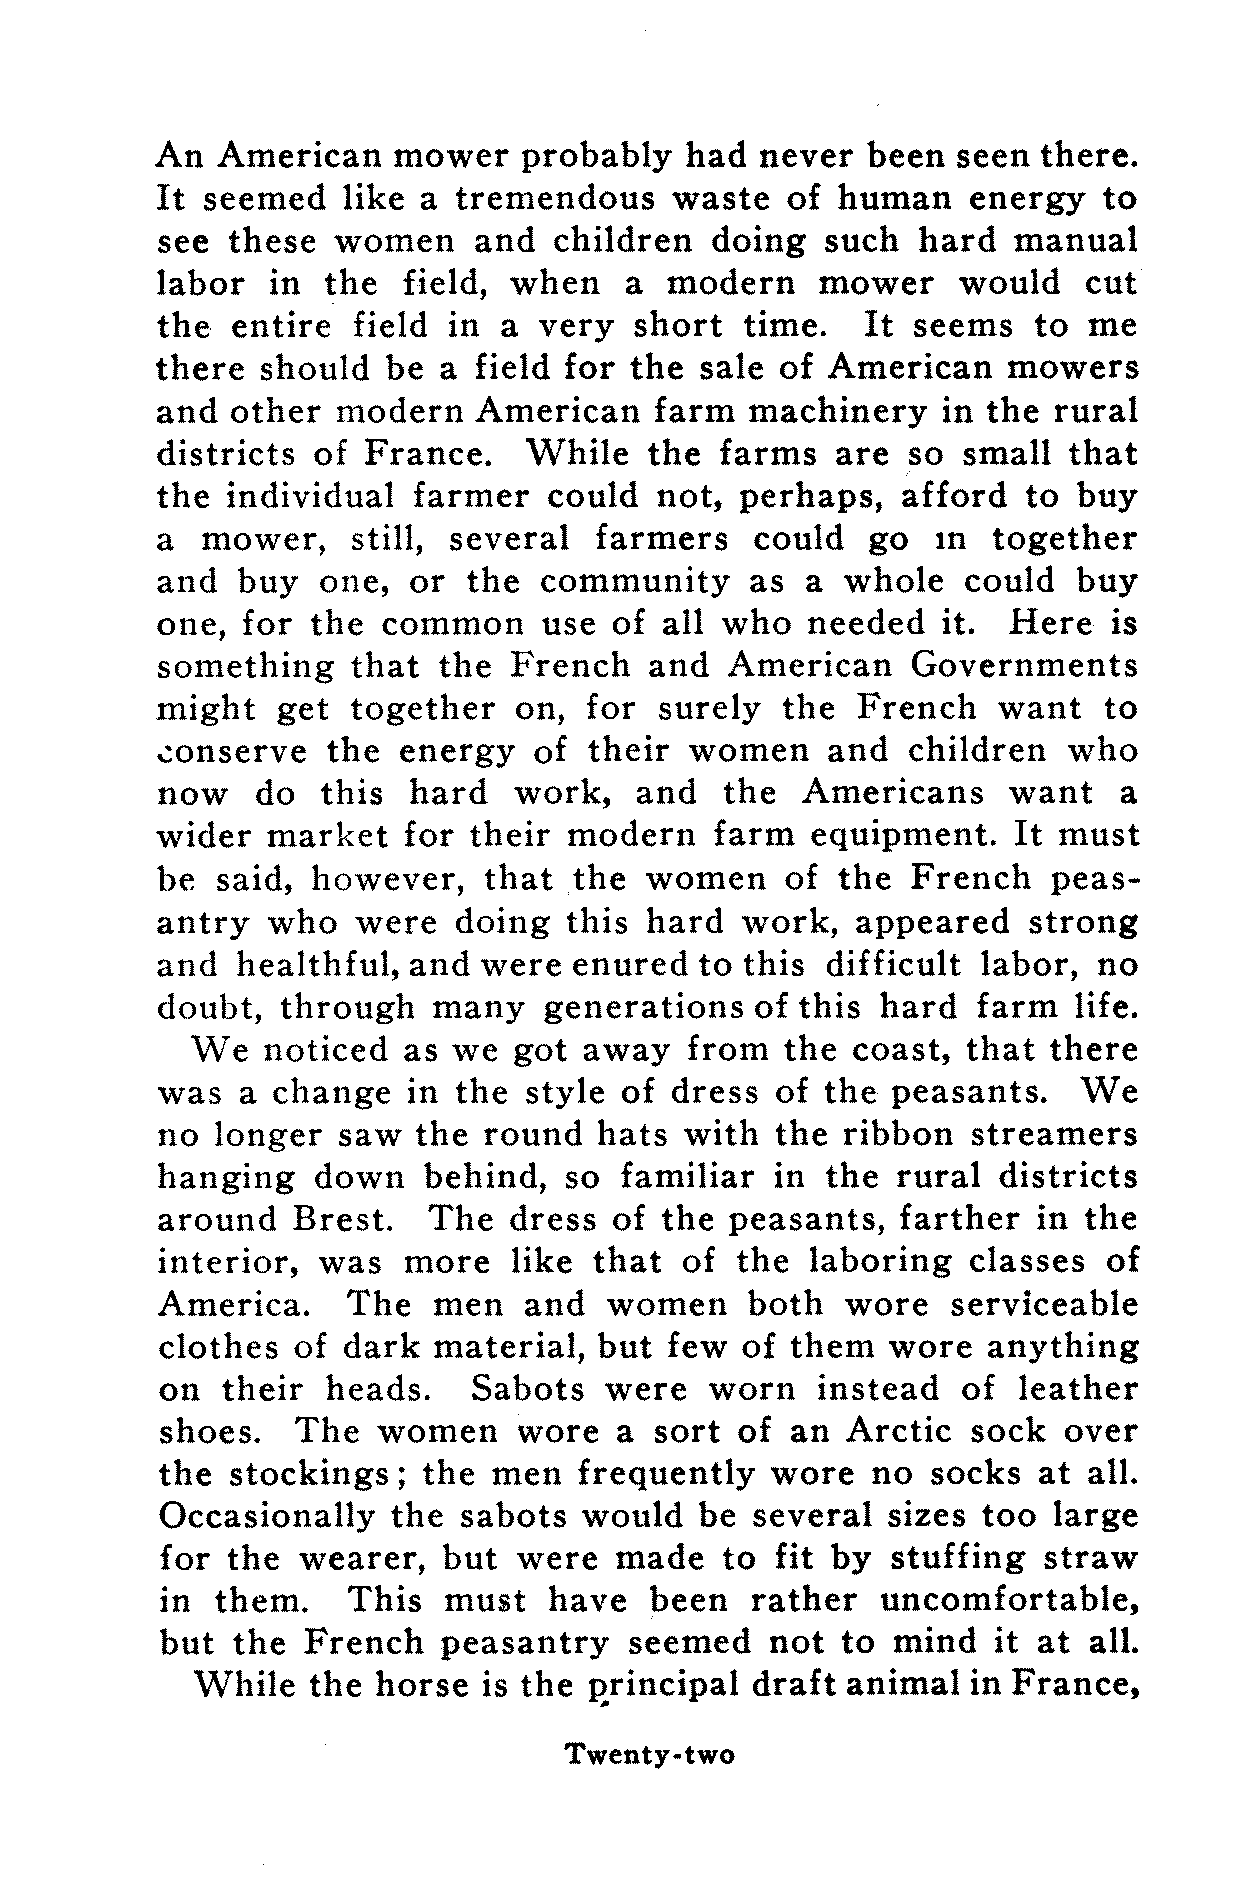 An American mower probably had never been seen there.
It seemed like a tremendous waste of human energy to
see these women and children doing such hard manual
labor in the field, when a modern mower would cut
the entire field in a very short time. It seems to me
there should be a field for the sale of American mowers
and other modern American farm machinery in the rural
districts of France. While the farms are so small that
the individual farmer could not, perhaps, afford to buy
a mower, still, several farmers could go in together
and buy one, or the community as a whole could buy
one, for the common use of all who needed it. Here is
something that the French and American Governments
might get together on, for surely the French want to
conserve the energy of their women and children who
now do this hard work, and the Americans want a
wider market for their modern farm equipment. It must
be said, however, that the women of the French peas-
antry who were doing this hard work, appeared strong
and healthful, and were enured to this difficult labor, no
doubt, through many generations of this hard farm life.
We noticed as we got away from the coast, that there
was a change in the style of dress of the peasants. We
no longer saw the round hats with the ribbon streamers
hanging down behind, so familiar in the rural districts
around Brest. The dress of the peasants, farther in the
interior, was more like that of the laboring classes of
America. The men and women both wore serviceable
clothes of dark material, but few of them wore anything
on their heads. Sabots were worn instead of leather
shoes. The women wore a sort of an Arctic sock over
the stockings; the men frequently wore no socks at all.
Occasionally the sabots would be several sizes too large
for the wearer, but were made to fit by stuffing straw
in them. This must have been rather uncomfortable,
but the French peasantry seemed not to mind it at all.
While the horse is the principal draft animal in France,
Twenty-two